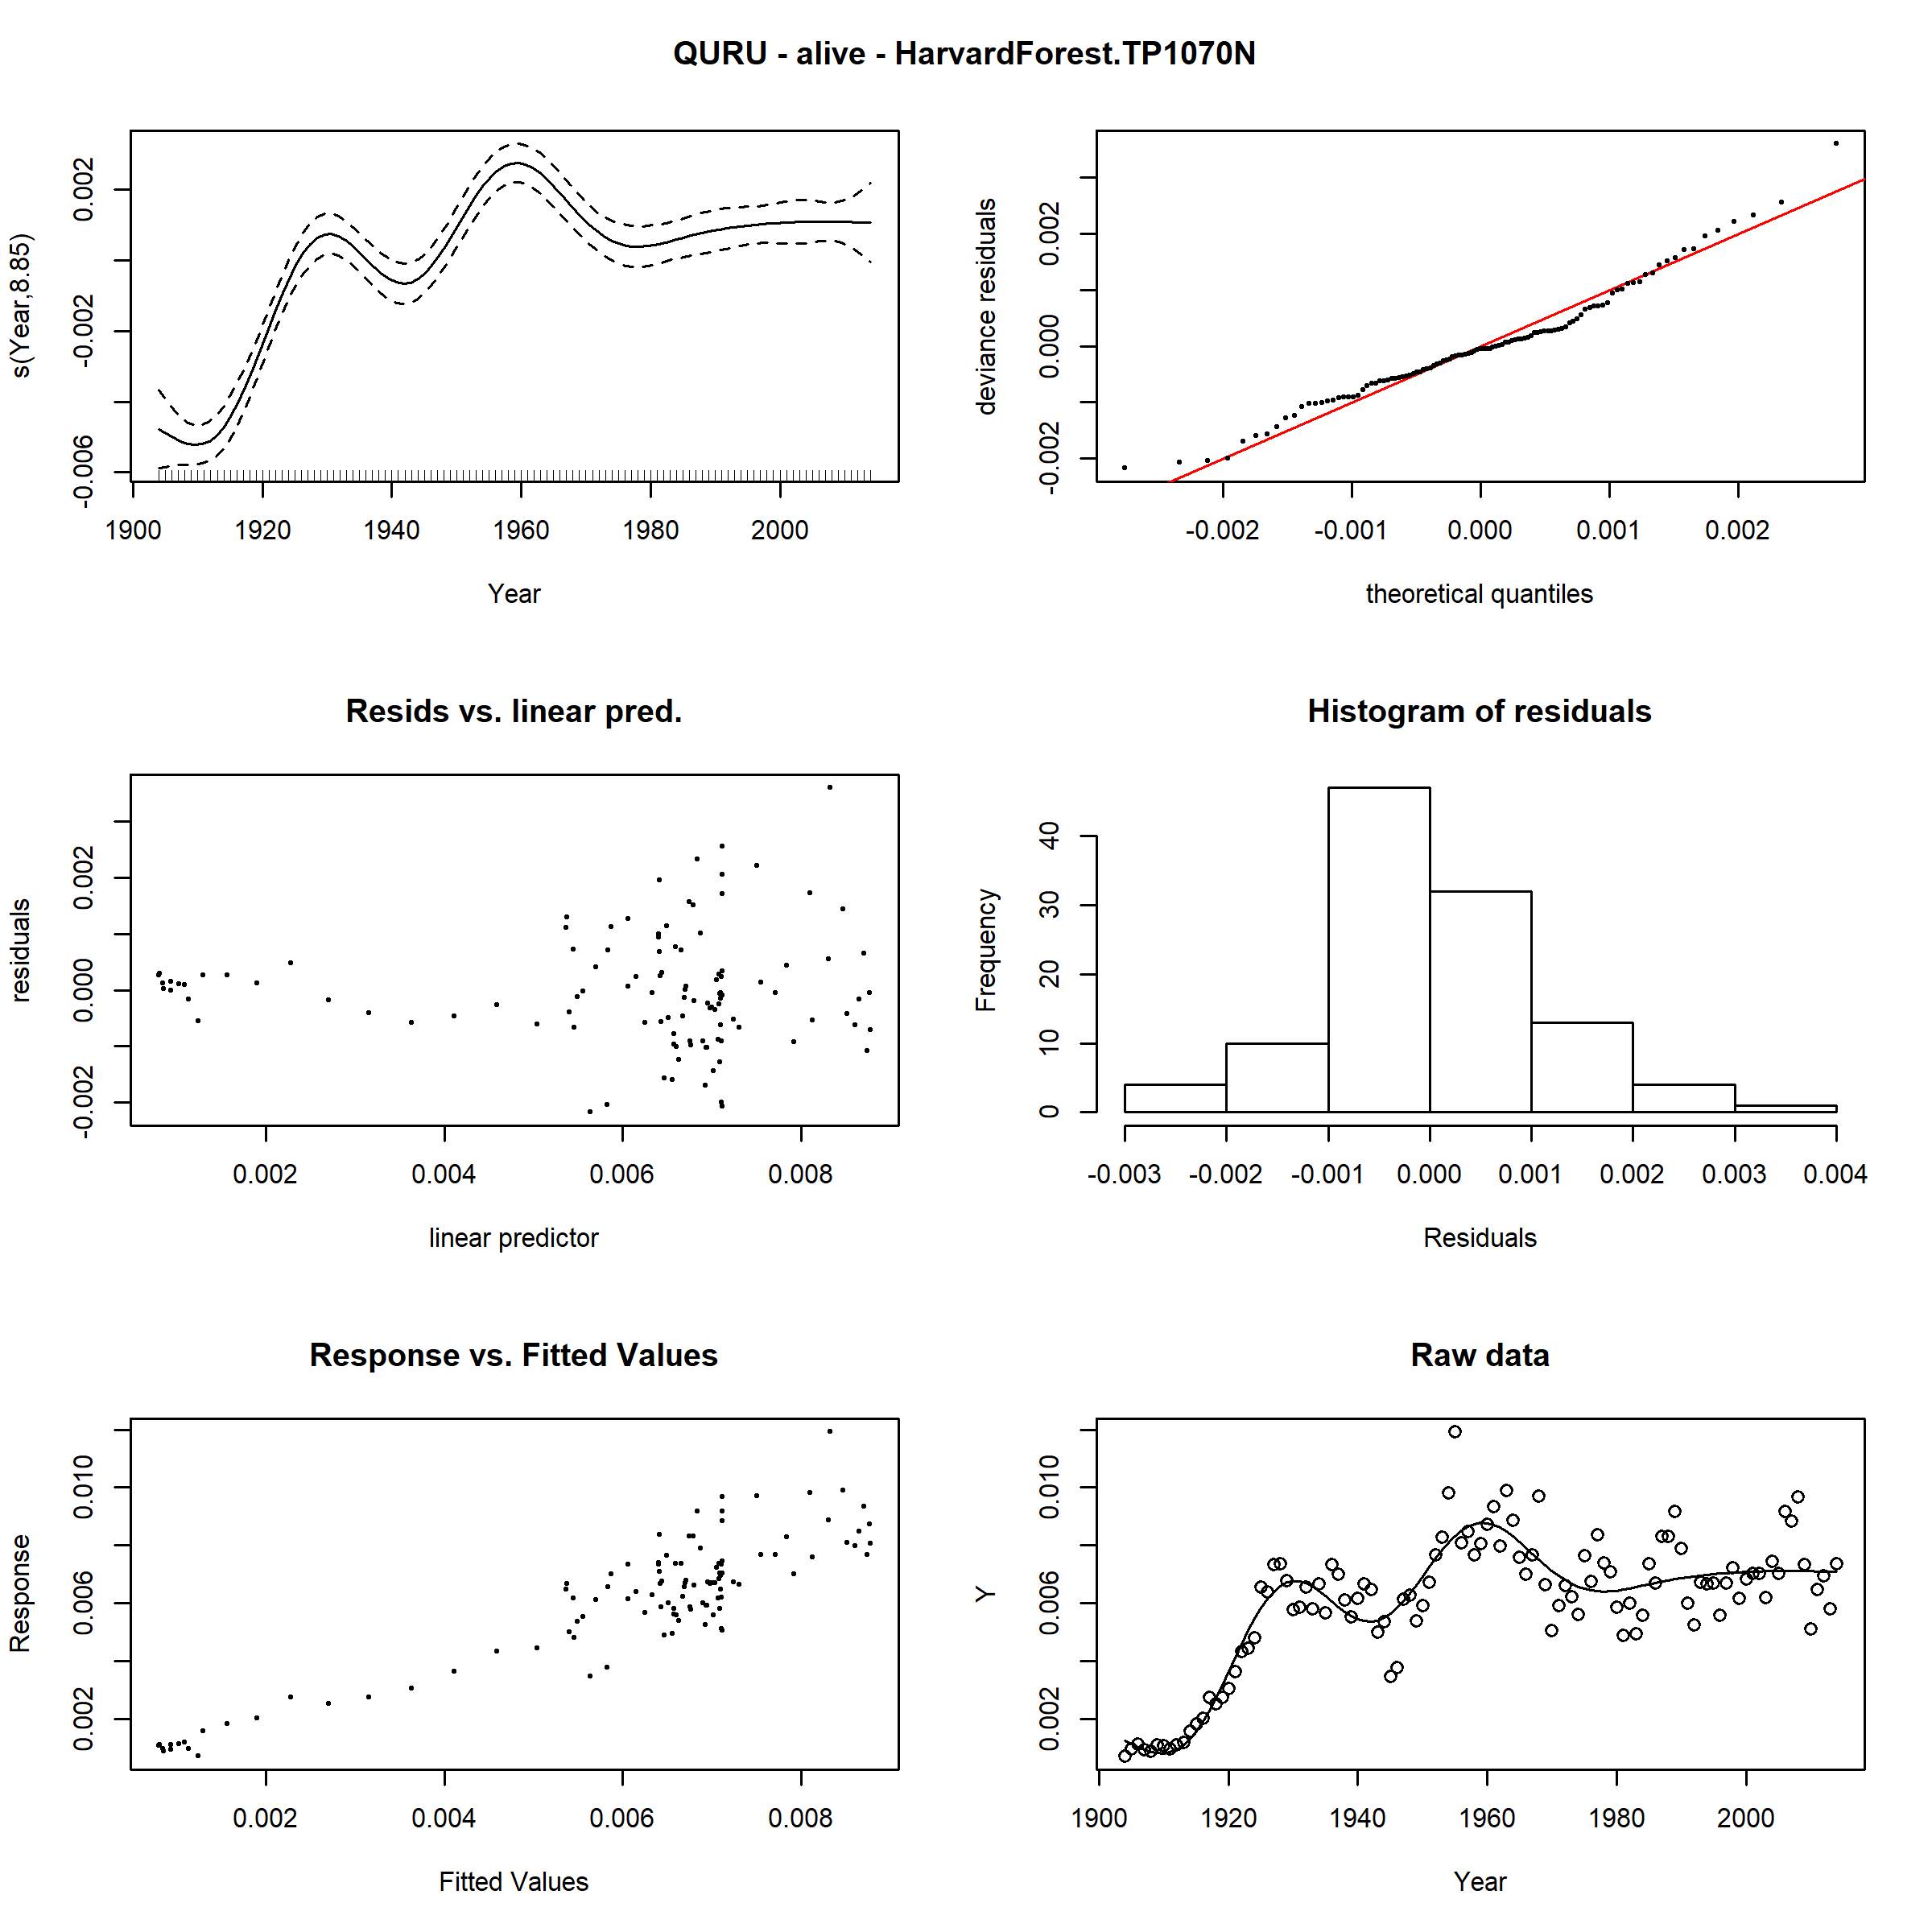 QURU - alive - HarvardForest.TP1070N
s(Year,8.85)
-0.006 -0.002 0.002
1900 1920 1940 1960 1980 2000
Year
deviance residuals
-0.002 0.000 0.002
-0.002 -0.001 0.000 0.001 0.002
theoretical quantiles
Resids vs. linear pred.
residuals
-0.002 0.000 0.002
0.002 0.004 0.006 0.008
linear predictor
Histogram of residuals
Frequency
0 10 20 30 40
-0.003 -0.002 -0.001 0.000 0.001 0.002 0.003 0.004
Residuals
Response vs. Fitted Values
Response
0.002 0.006 0.010
0.002 0.004 0.006 0.008
Fitted Values
Raw data
Y
0.002 0.006 0.010
1900 1920 1940 1960 1980 2000
Year